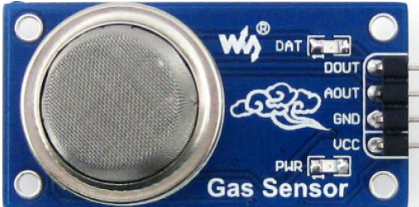 W®
DAT
DOUT
AOUT
GND
VCC
PWR
Gas Sensor